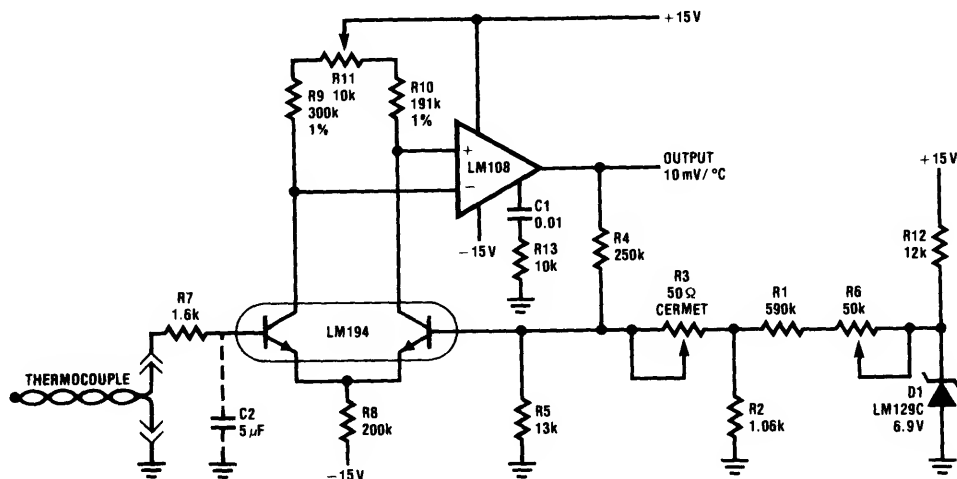 +15V
R11
10k
R9
300k
1%
R10
191k
1%
+
LM108
−
OUTPUT
10 mV/°C
+15V
C1
0.01
−15V
R13
10k
R4
250k
R12
12k
R7
1.6k
LM194
R3
50Ω
CERMET
R1
590k
R6
50k
THERMOCOUPLE
C2
5μF
R8
200k
R5
13k
R2
1.06k
D1
LM129C
6.9V
−15V